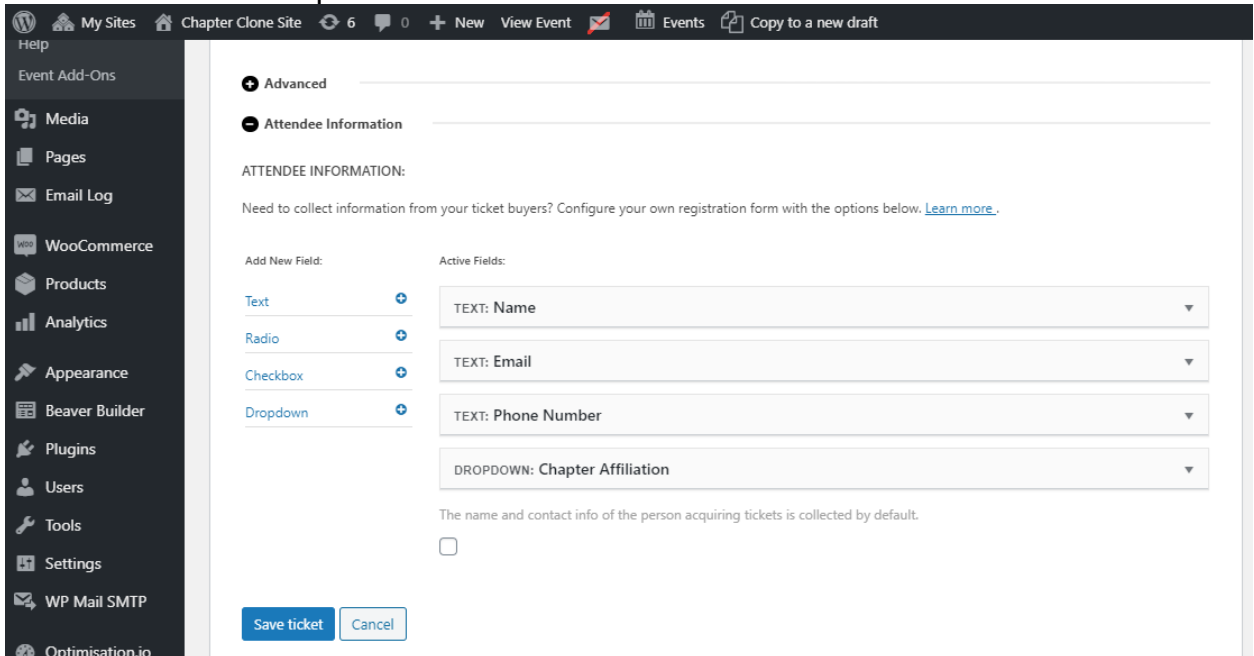 My Sites Chapter Clone Site 6 0 New View Event Events Copy to a new draft
Help
Event Add-Ons
Media
Pages
Email Log
WooCommerce
Products
Analytics
Appearance
Beaver Builder
Plugins
Users
Tools
Settings
WP Mail SMTP
Optimisation.io
Advanced
Attendee Information
ATTENDEE INFORMATION:
Need to collect information from your ticket buyers? Configure your own registration form with the options below. Learn more .
Add New Field:
Text
Radio
Checkbox
Dropdown
Active Fields:
TEXT: Name
TEXT: Email
TEXT: Phone Number
DROPDOWN: Chapter Affiliation
The name and contact info of the person acquiring tickets is collected by default.
Save ticket Cancel